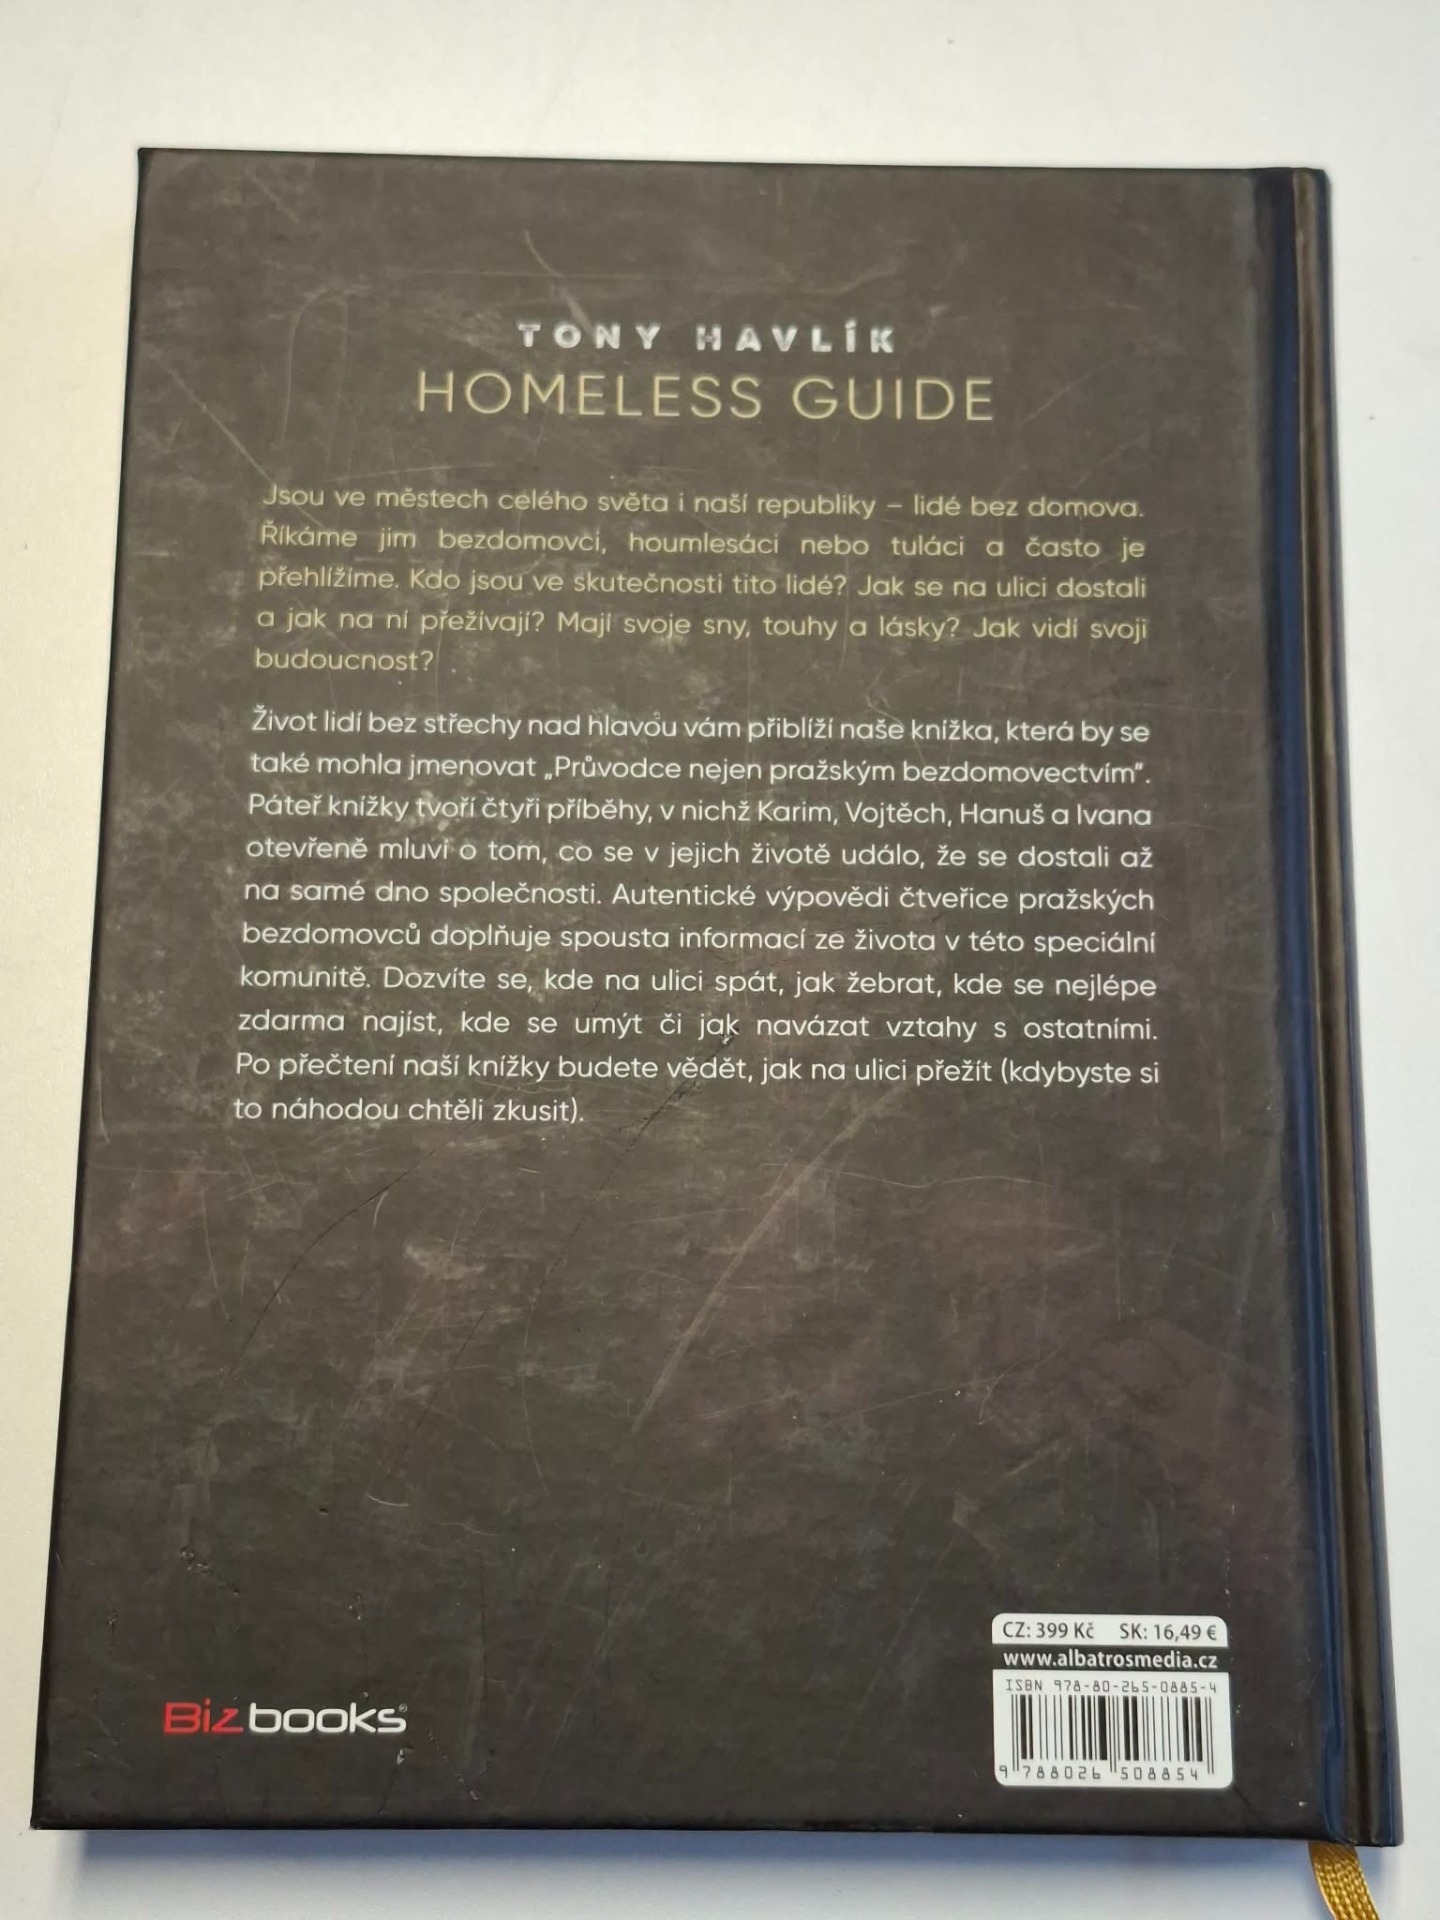 TONY HAVLÍK
HOMELESS GUIDE
Jsou ve městech celého světa i naší republiky – lidé bez domova.
Říkáme jim bezdomovci, houmlesáci nebo tuláci a často je
přehlížíme. Kdo jsou ve skutečnosti tito lidé? Jak se na ulici dostali
a jak na ní přežívají? Mají svoje sny, touhy a lásky? Jak vidí svoji
budoucnost?
Život lidí bez střechy nad hlavou vám přiblíží naše knížka, která by se
také mohla jmenovat „Průvodce nejen pražským bezdomovectvím".
Páteř knížky tvoří čtyři příběhy, v nichž Karim, Vojtěch, Hanuš a Ivana
otevřeně mluví o tom, co se v jejich životě událo, že se dostali až
na samé dno společnosti. Autentické výpovědi čtveřice pražských
bezdomovců doplňuje spousta informací ze života v této speciální
komunitě. Dozvíte se, kde na ulici spát, jak žebrat, kde se nejlépe
zdarma najíst, kde se umýt či jak navázat vztahy s ostatními.
Po přečtení naší knížky budete vědět, jak na ulici přežít (kdybyste si
to náhodou chtěli zkusit).
CZ: 399 Kč SK: 16,49 €
www.albatrosmedia.cz
ISBN 978-80-265-0885-4
9 788026 508854
Bizbooks®